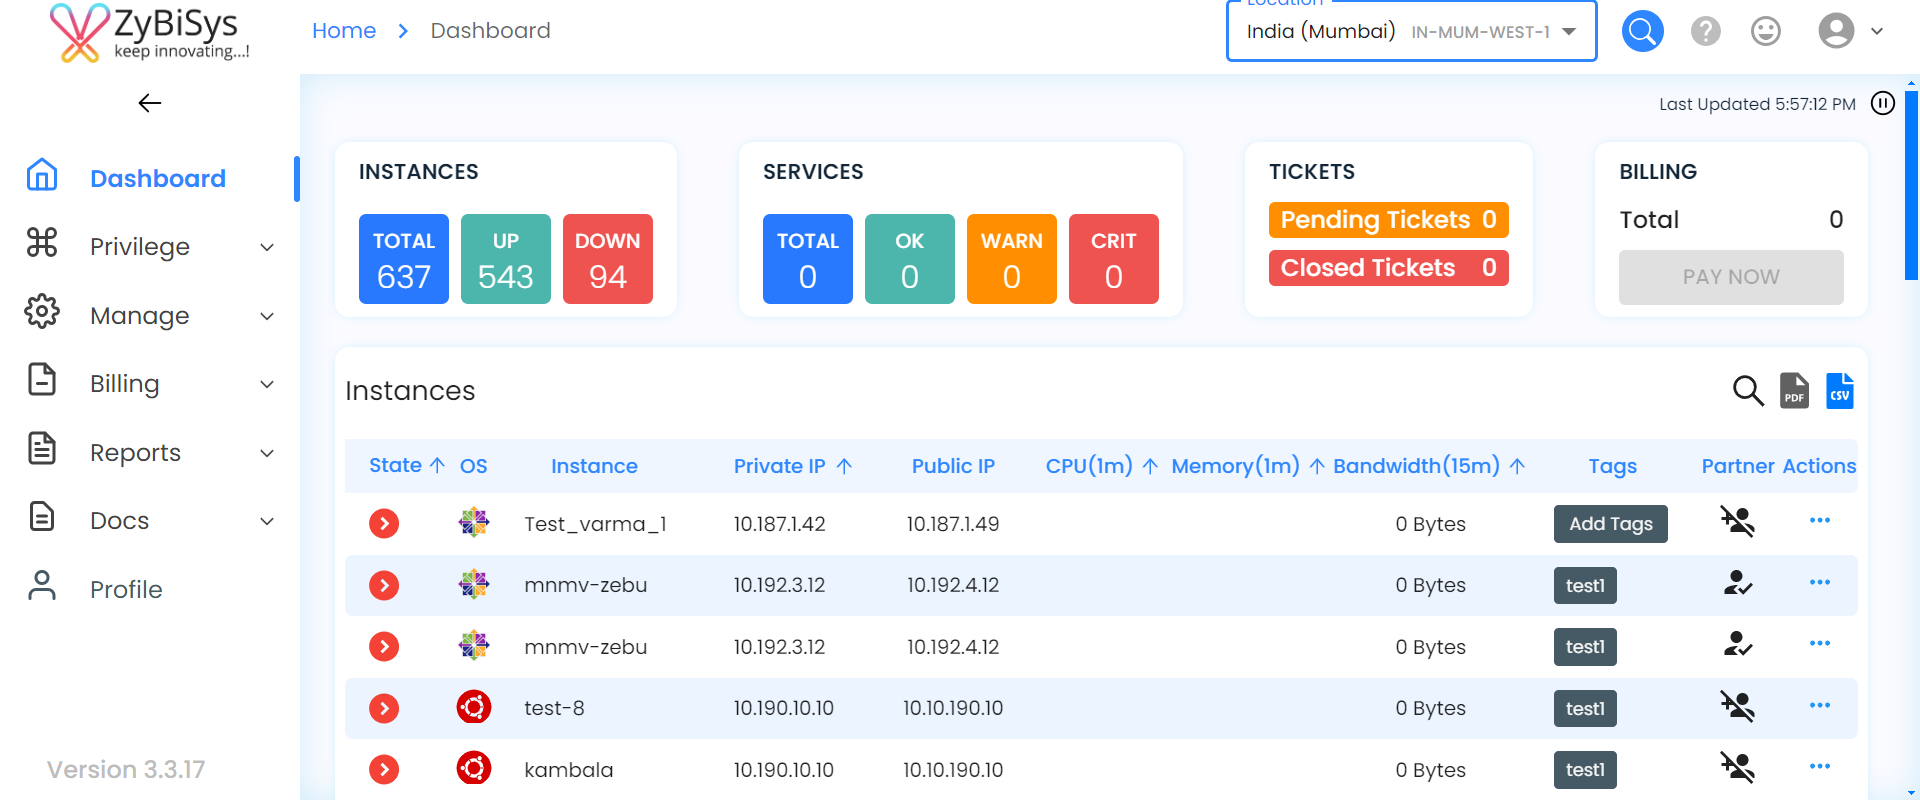 ZyBiSys
keep innovating...!
Home > Dashboard
Location
India (Mumbai) IN-MUM-WEST-1
Last Updated 5:57:12 PM
Dashboard
Privilege
Manage
Billing
Reports
Docs
Profile
Version 3.3.17
INSTANCES
TOTAL UP DOWN
637 543 94
SERVICES
TOTAL OK WARN CRIT
0 0 0 0
TICKETS
Pending Tickets 0
Closed Tickets 0
BILLING
Total 0
PAY NOW
Instances
PDF CSV
State OS Instance Private IP Public IP CPU(1m) Memory(1m) Bandwidth(15m) Tags Partner Actions
Test_varma_1 10.187.1.42 10.187.1.49 0 Bytes Add Tags
mnmv-zebu 10.192.3.12 10.192.4.12 0 Bytes test1
mnmv-zebu 10.192.3.12 10.192.4.12 0 Bytes test1
test-8 10.190.10.10 10.10.190.10 0 Bytes test1
kambala 10.190.10.10 10.10.190.10 0 Bytes test1